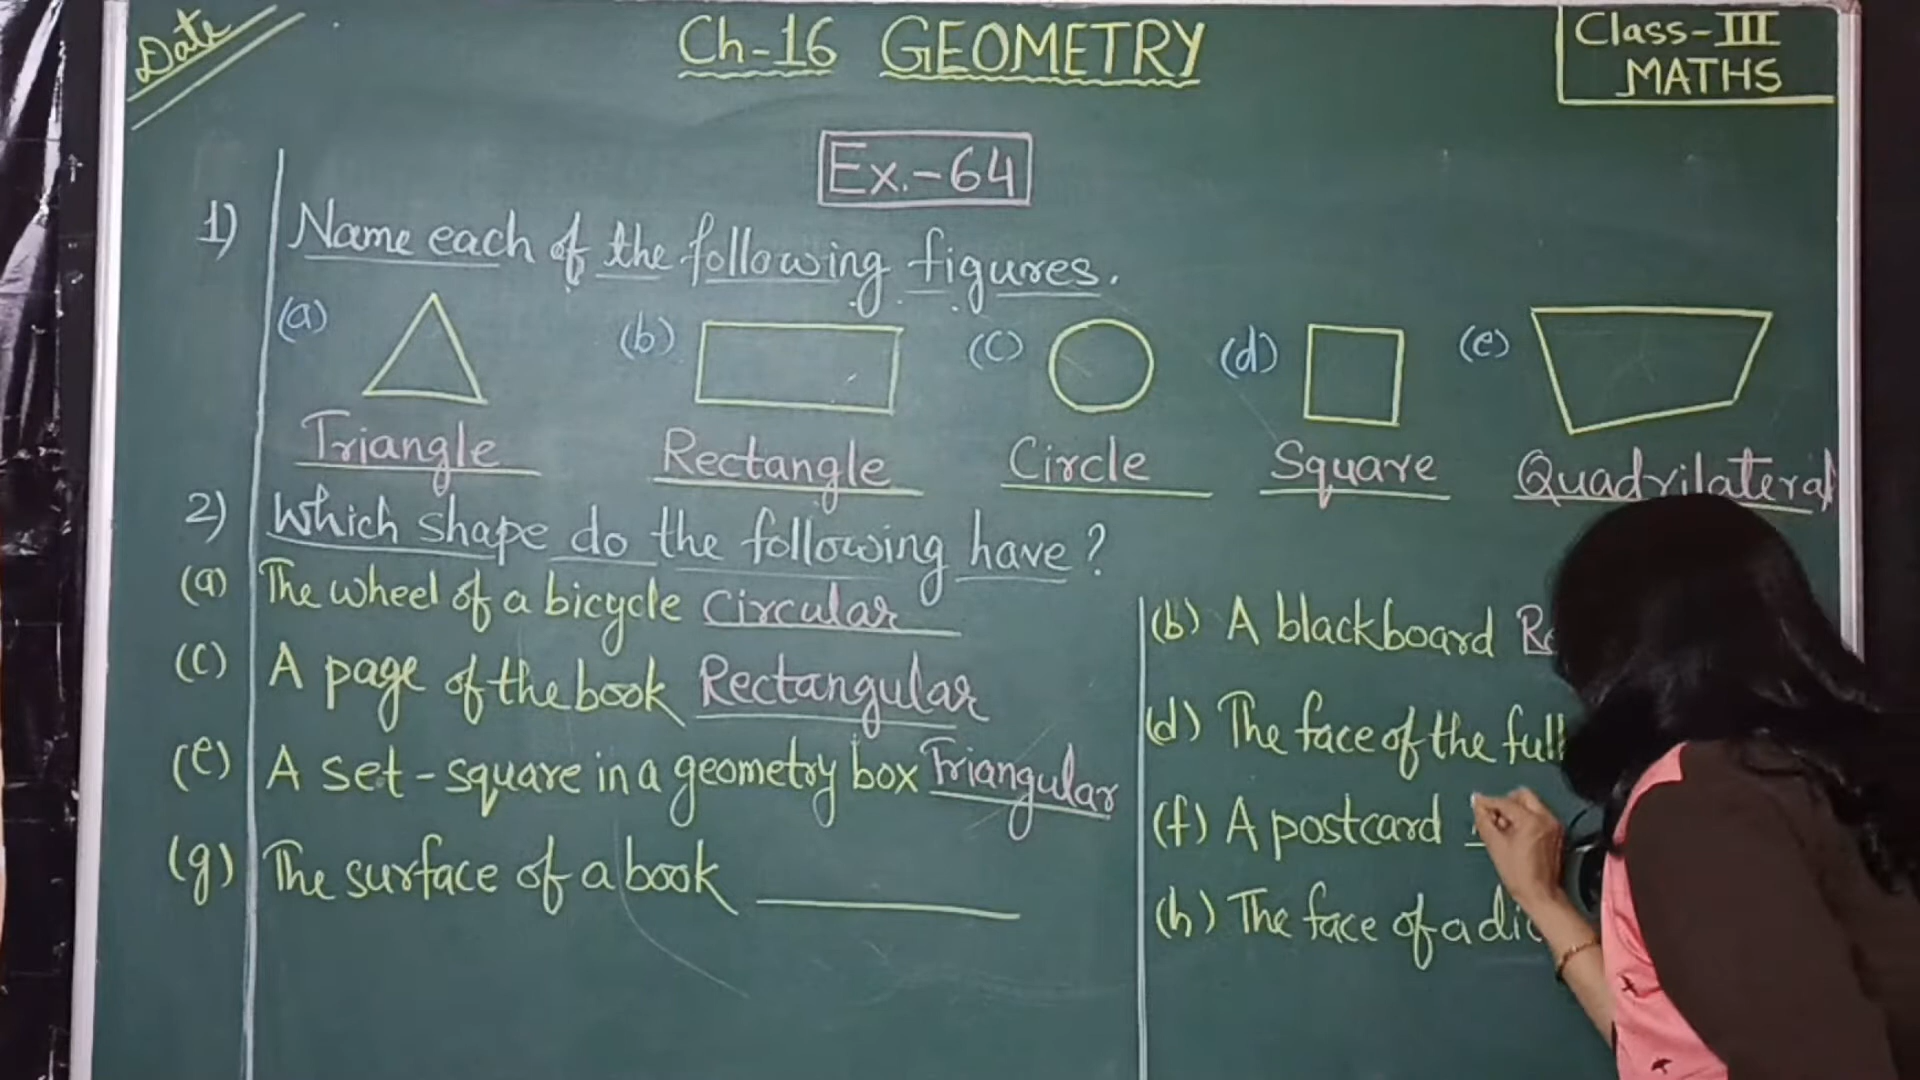 Date
Ch-16 GEOMETRY
Class-III
MATHS
Ex.-64
1) Name each of the following figures.
(a) (b) (c) (d) (e)
Triangle Rectangle Circle Square Quadrilateral
2) Which shape do the following have?
(a) The wheel of a bicycle Circular
(b) A blackboard
(c) A page of the book Rectangular
(d) The face of the full
(e) A set-square in a geometry box Triangular
(f) A postcard
(g) The surface of a book
(h) The face of a